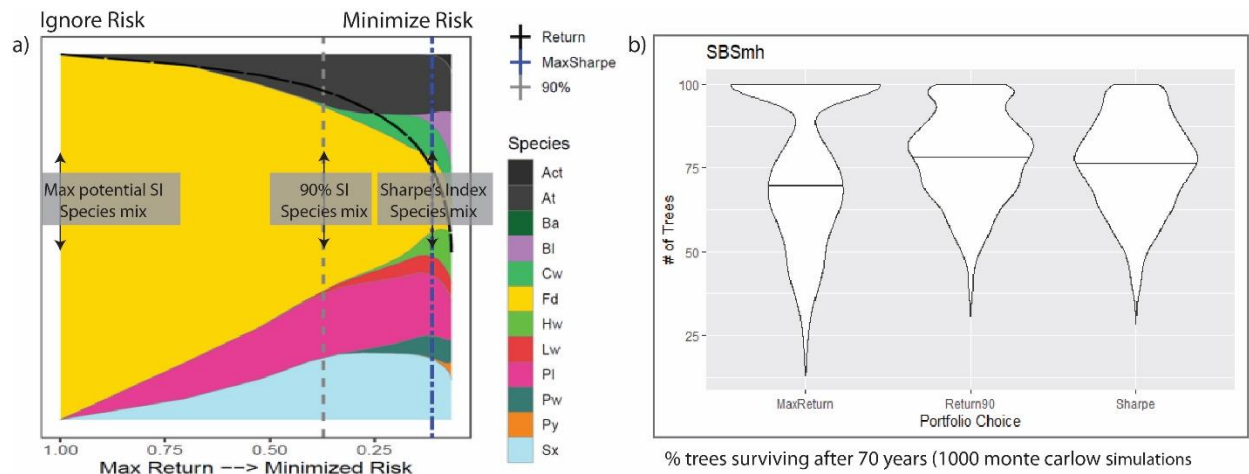 Ignore Risk
Minimize Risk
a)
Return
MaxSharpe
90%
Species
Act
At
Ba
Bl
Cw
Fd
Hw
Lw
Pl
Pw
Py
Sx
Max potential SI
Species mix
90% SI
Species mix
Sharpe's Index
Species mix
1.00
0.75
0.50
0.25
Max Return --> Minimized Risk
b)
SBSmh
# of Trees
100
75
50
25
MaxReturn
Return90
Sharpe
Portfolio Choice
% trees surviving after 70 years (1000 monte carlow simulations